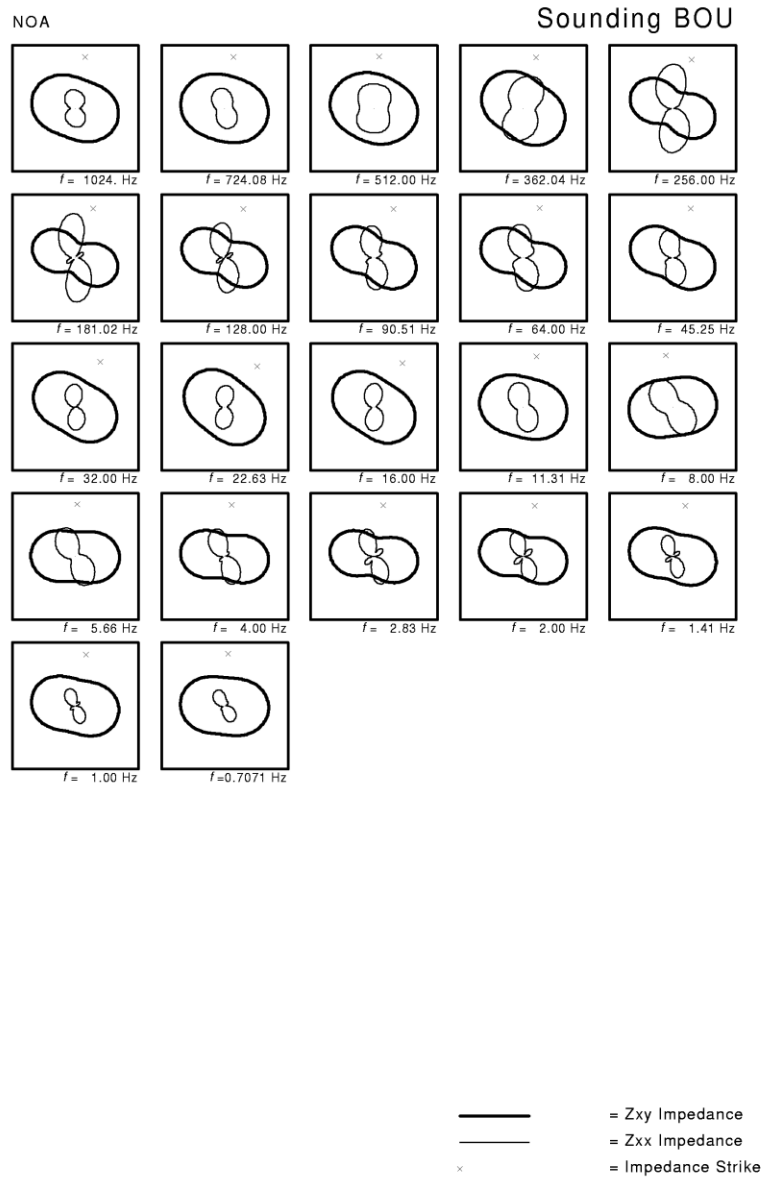 NOA Sounding BOU
f = 1024. Hz f = 724.08 Hz f = 512.00 Hz f = 362.04 Hz f = 256.00 Hz
f = 181.02 Hz f = 128.00 Hz f = 90.51 Hz f = 64.00 Hz f = 45.25 Hz
f = 32.00 Hz f = 22.63 Hz f = 16.00 Hz f = 11.31 Hz f = 8.00 Hz
f = 5.66 Hz f = 4.00 Hz f = 2.83 Hz f = 2.00 Hz f = 1.41 Hz
f = 1.00 Hz f =0.7071 Hz
= Zxy Impedance
= Zxx Impedance
× = Impedance Strike